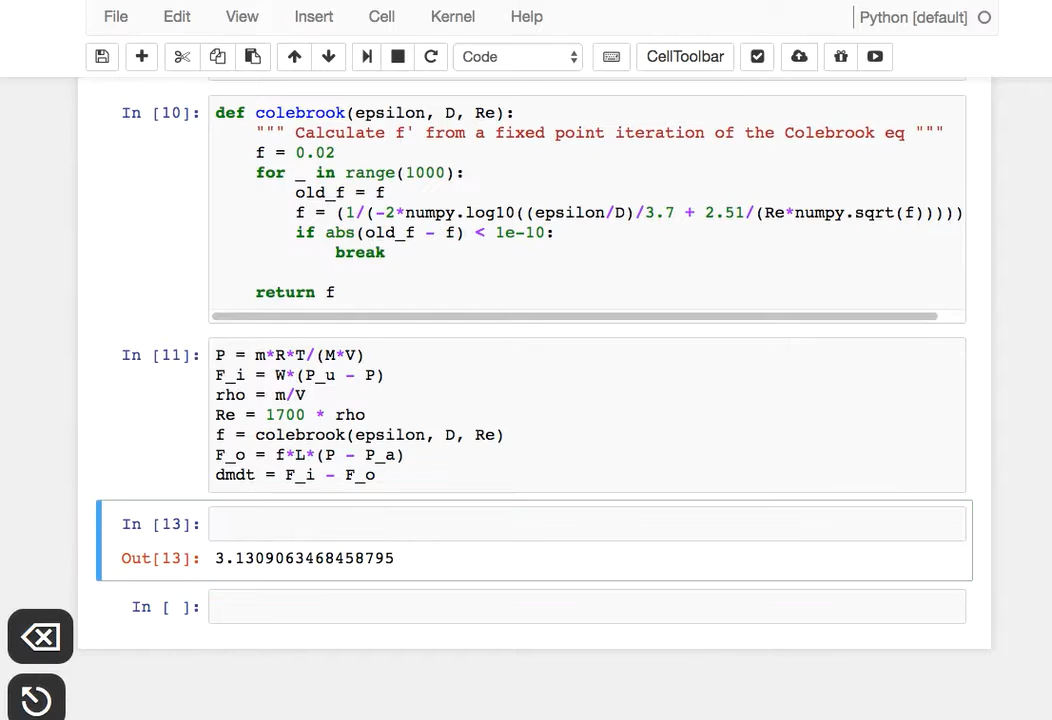 File Edit View Insert Cell Kernel Help Python [default]
Code CellToolbar
In [10]: def colebrook(epsilon, D, Re):
""" Calculate f' from a fixed point iteration of the Colebrook eq """
f = 0.02
for _ in range(1000):
old_f = f
f = (1/(-2*numpy.log10((epsilon/D)/3.7 + 2.51/(Re*numpy.sqrt(f)))))
if abs(old_f - f) < 1e-10:
break
return f
In [11]: P = m*R*T/(M*V)
F_i = W*(P_u - P)
rho = m/V
Re = 1700 * rho
f = colebrook(epsilon, D, Re)
F_o = f*L*(P - P_a)
dmdt = F_i - F_o
In [13]:
Out[13]: 3.1309063468458795
In [ ]: